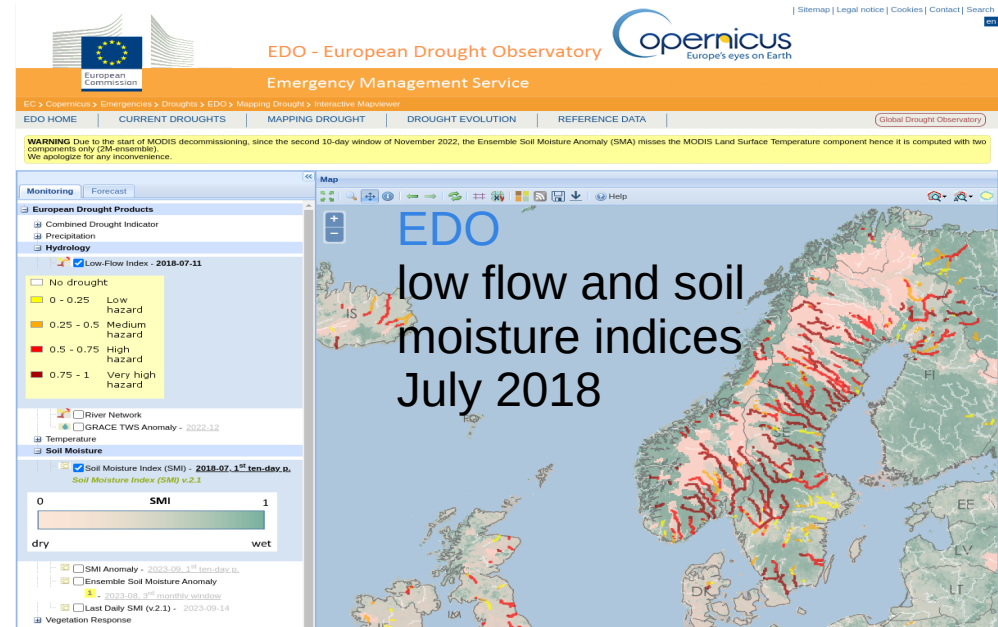 | Sitemap | Legal notice | Cookies | Contact | Search
en
European
Commission
EDO - European Drought Observatory
Opernicus
Europe's eyes on Earth
Emergency Management Service
EC > Copernicus > Emergencies > Droughts > EDO > Mapping Drought > Interactive Mapviewer
EDO HOME | CURRENT DROUGHTS | MAPPING DROUGHT | DROUGHT EVOLUTION | REFERENCE DATA |
Global Drought Observatory
WARNING Due to the start of MODIS decommissioning, since the second 10-day window of November 2022, the Ensemble Soil Moisture Anomaly (SMA) misses the MODIS Land Surface Temperature component hence it is computed with two
components only (2M-ensemble).
We apologize for any inconvenience.
Monitoring Forecast
European Drought Products
Combined Drought Indicator
Precipitation
Hydrology
Low-Flow Index - 2018-07-11
No drought
0 - 0.25 Low
hazard
0.25 - 0.5 Medium
hazard
0.5 - 0.75 High
hazard
0.75 - 1 Very high
hazard
River Network
GRACE TWS Anomaly - 2022-12
Temperature
Soil Moisture
Soil Moisture Index (SMI) - 2018-07, 1st ten-day p.
Soil Moisture Index (SMI) v.2.1
0 SMI 1
dry wet
SMI Anomaly - 2023-09, 1st ten-day p.
Ensemble Soil Moisture Anomaly
1 - 2023-08, 3rd monthly window
Last Daily SMI (v.2.1) - 2023-09-14
Vegetation Response
Map
Help
+
−
EDO
low flow and soil
moisture indices
July 2018
IS
FI
EE
LV
LT
DK
IM